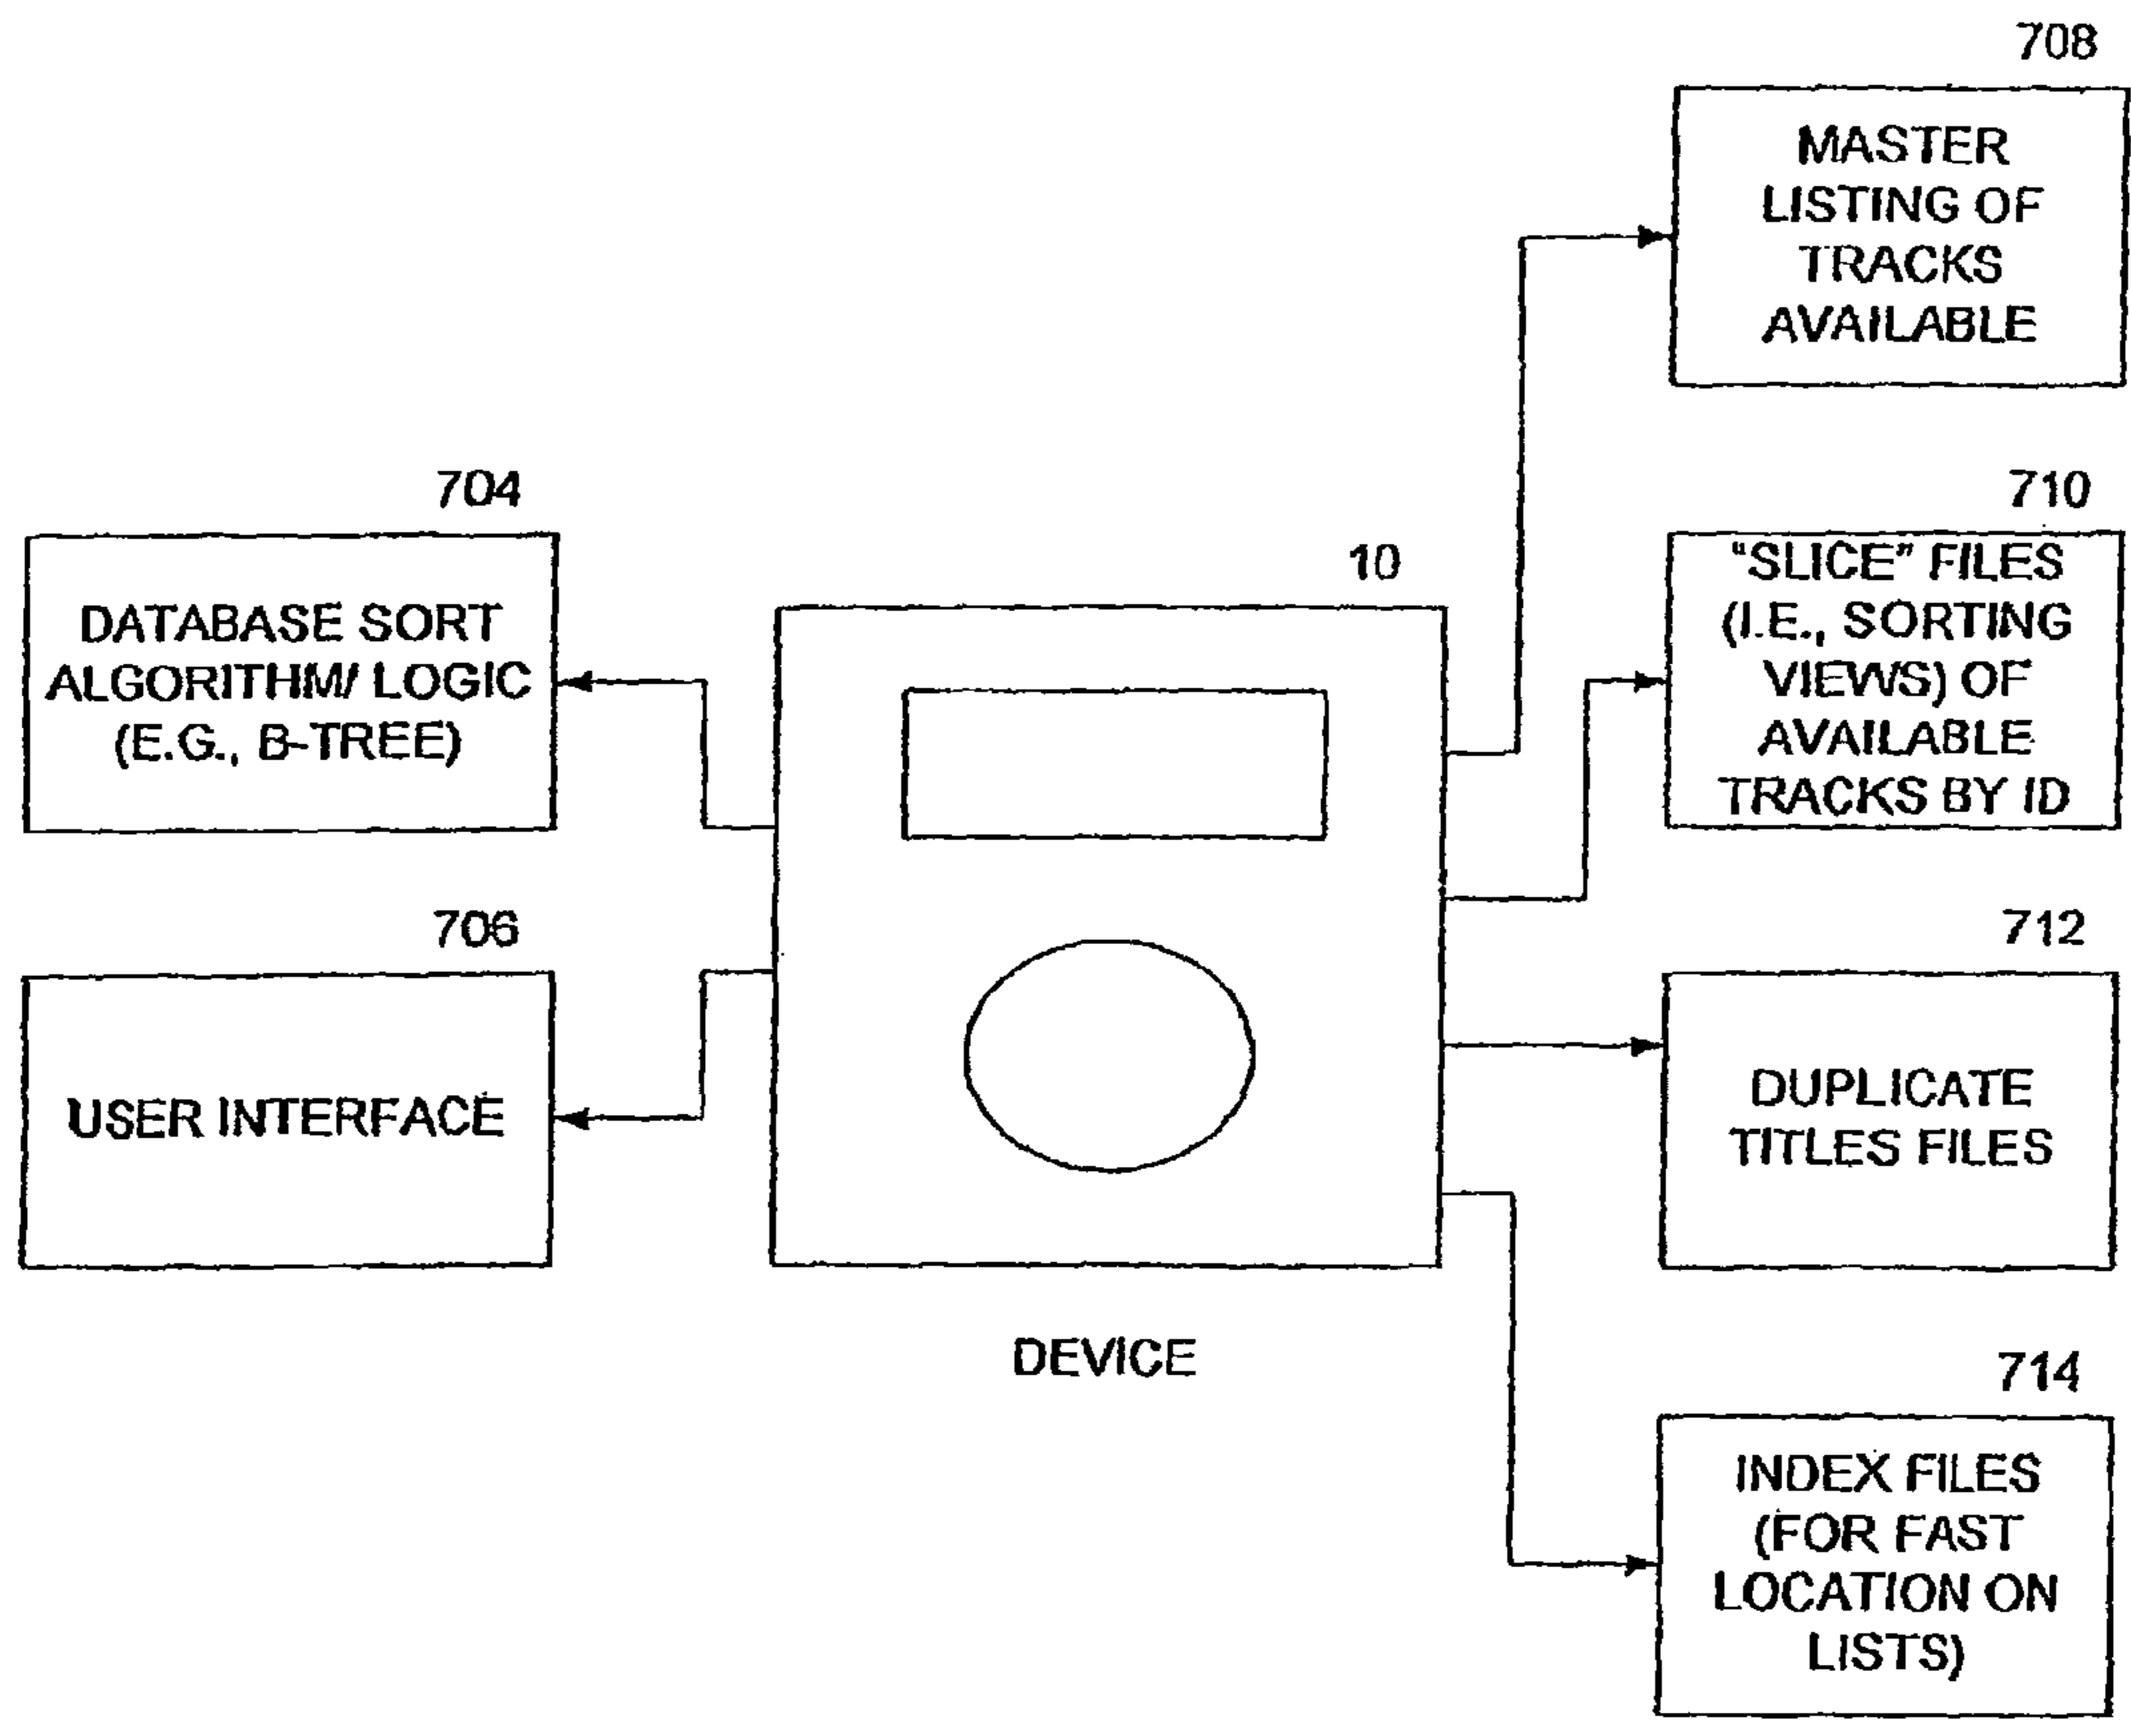 708
MASTER
LISTING OF
TRACKS
AVAILABLE
704
DATABASE SORT
ALGORITHM/ LOGIC
(E.G., B-TREE)
10
710
"SLICE" FILES
(I.E., SORTING
VIEWS) OF
AVAILABLE
TRACKS BY ID
706
USER INTERFACE
712
DUPLICATE
TITLES FILES
DEVICE
714
INDEX FILES
(FOR FAST
LOCATION ON
LISTS)